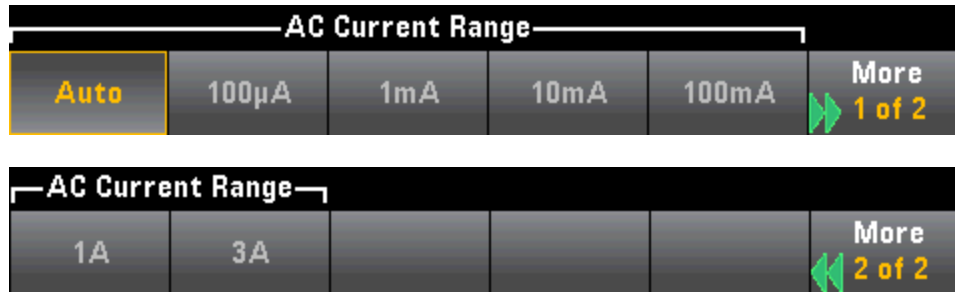 AC Current Range
Auto 100µA 1mA 10mA 100mA More
1 of 2
AC Current Range
1A 3A More
2 of 2